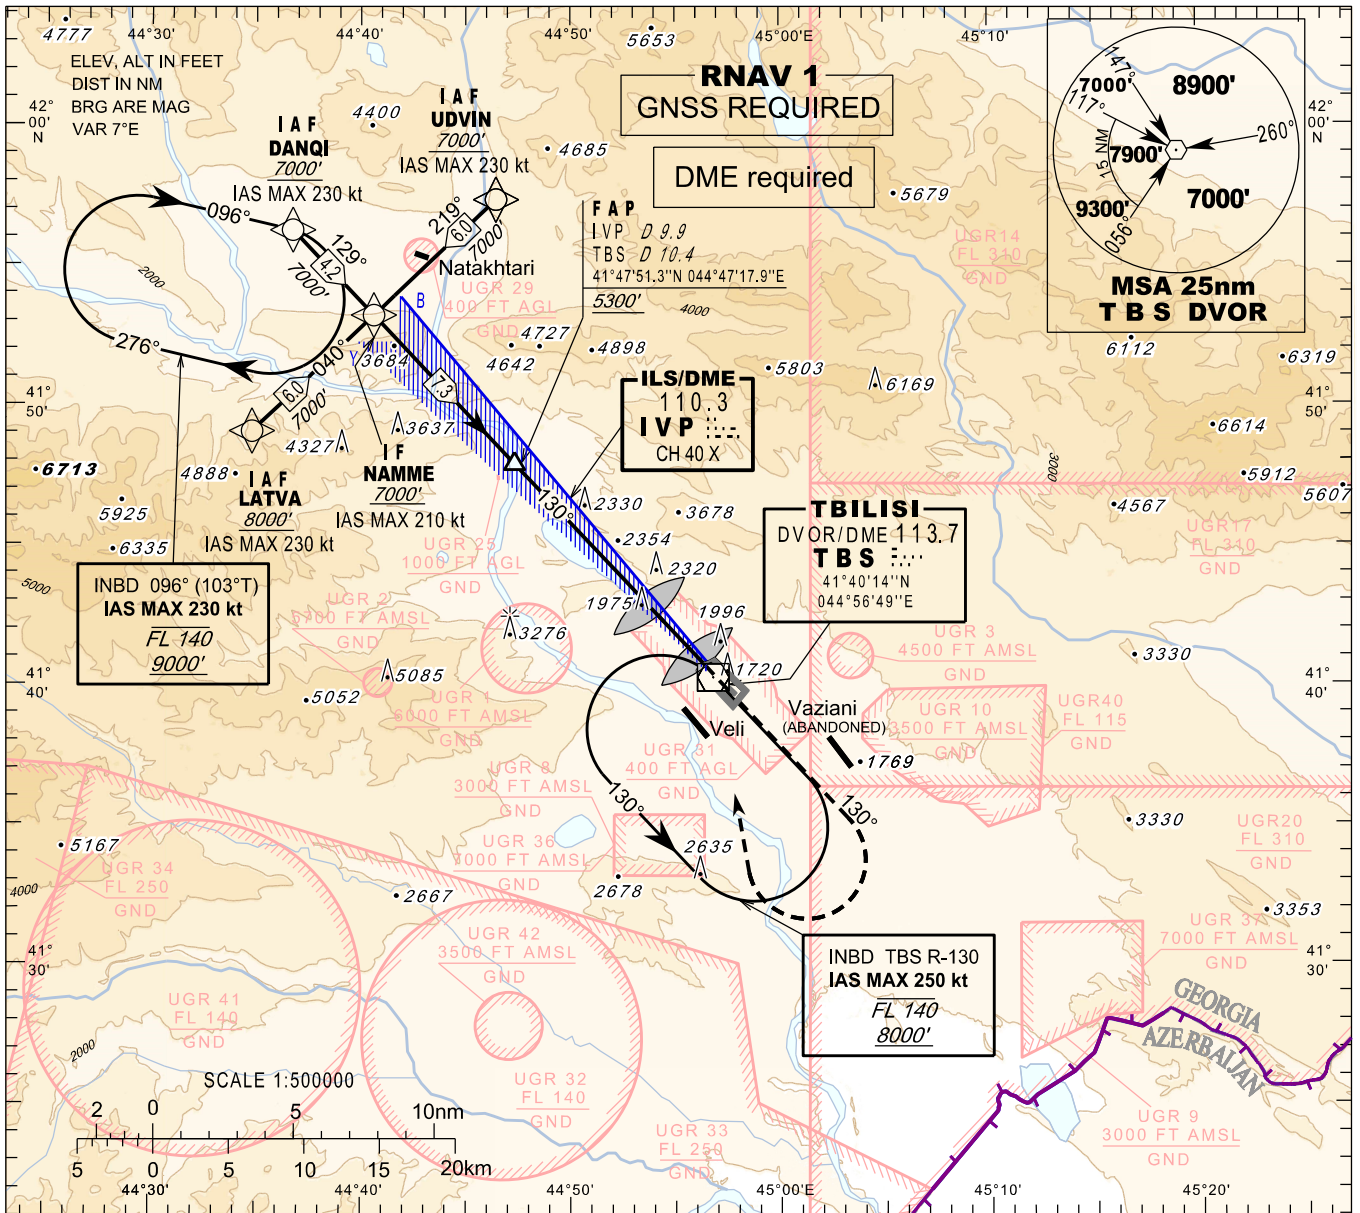 44°30'
44°40'
44°50'
45°00'E
45°10'
4777
5653
ELEV, ALT IN FEET
DIST IN NM
BRG ARE MAG
VAR 7°E
42°
00'
N
RNAV 1
GNSS REQUIRED
DME required
147°
7000'
117°
8900'
260°
15 NM
7900'
7000'
9300'
056°
MSA 25nm
TBS DVOR
42°
00'
N
IAF
UDVIN
7000'
IAS MAX 230 kt
4400
IAF
DANQI
7000'
IAS MAX 230 kt
4685
5679
096°
129°
4.2
7000'
219°
6.0
7000'
Natakhtari
UGR 29
400 FT AGL
GND
FAP
IVP D 9.9
TBS D 10.4
41°47'51.3"N 044°47'17.9"E
5300'
4000
UGR14
FL 310
GND
2000
276°
040°
6.0
7000'
B
Y
3684
7.3
4727
4642
4898
5803
6169
6112
6319
41°
50'
41°
50'
ILS/DME
110.3
IVP
CH 40 X
6614
5912
5607
3000
4567
4327
3637
4888
6713
5925
6335
IAF
LATVA
8000'
IAS MAX 230 kt
IF
NAMME
7000'
IAS MAX 210 kt
130°
2330
3678
2354
2320
UGR 25
1000 FT AGL
GND
TBILISI
DVOR/DME 113.7
TBS
41°40'14"N
044°56'49"E
UGR17
FL 310
GND
5000
INBD 096° (103°T)
IAS MAX 230 kt
FL 140
9000'
UGR 2
GND
1975
1996
3276
1720
UGR 3
4500 FT AMSL
GND
3330
5085
5052
UGR 1
6000 FT AMSL
GND
41°
40'
41°
40'
Veli
Vaziani
(ABANDONED)
UGR 10
3500 FT AMSL
GND
UGR40
FL 115
GND
1769
UGR 31
400 FT AGL
GND
UGR 8
3000 FT AMSL
GND
130°
130°
3330
UGR20
FL 310
GND
5167
UGR 34
FL 250
GND
4000
UGR 36
7000 FT AMSL
GND
2635
2678
2667
3353
UGR 37
7000 FT AMSL
GND
UGR 42
3500 FT AMSL
GND
41°
30'
41°
30'
INBD TBS R-130
IAS MAX 250 kt
FL 140
8000'
UGR 41
FL 140
GND
2000
GEORGIA
AZERBAIJAN
SCALE 1:500000
2 0 5 10nm
5 0 5 10 15 20km
UGR 32
FL 140
GND
UGR 33
FL 250
GND
UGR 9
3000 FT AMSL
GND
44°30'
44°40'
44°50'
45°00'E
45°10'
45°20'